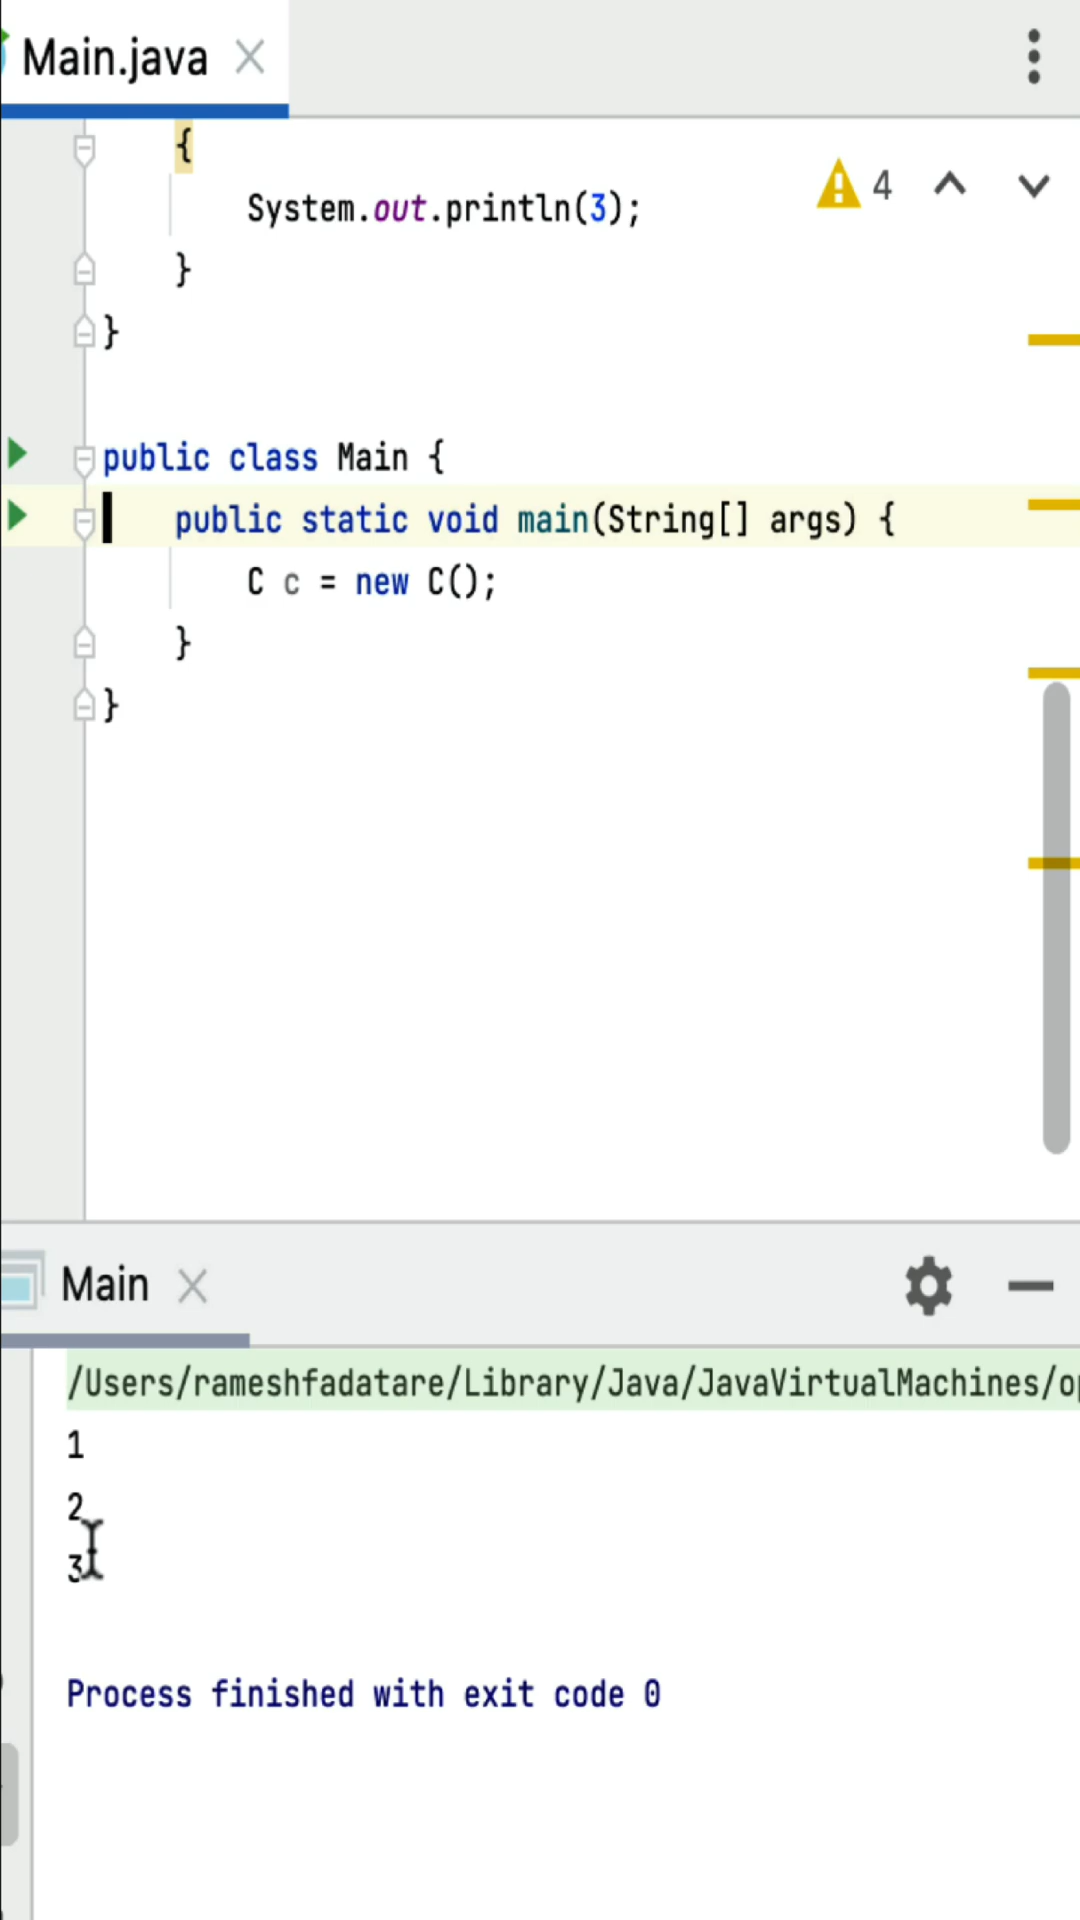 Main.java
{
4
System.out.println(3);
}
}
public class Main {
public static void main(String[] args) {
C c = new C();
}
}
Main
/Users/rameshfadatare/Library/Java/JavaVirtualMachines/o
1
2
3
Process finished with exit code 0